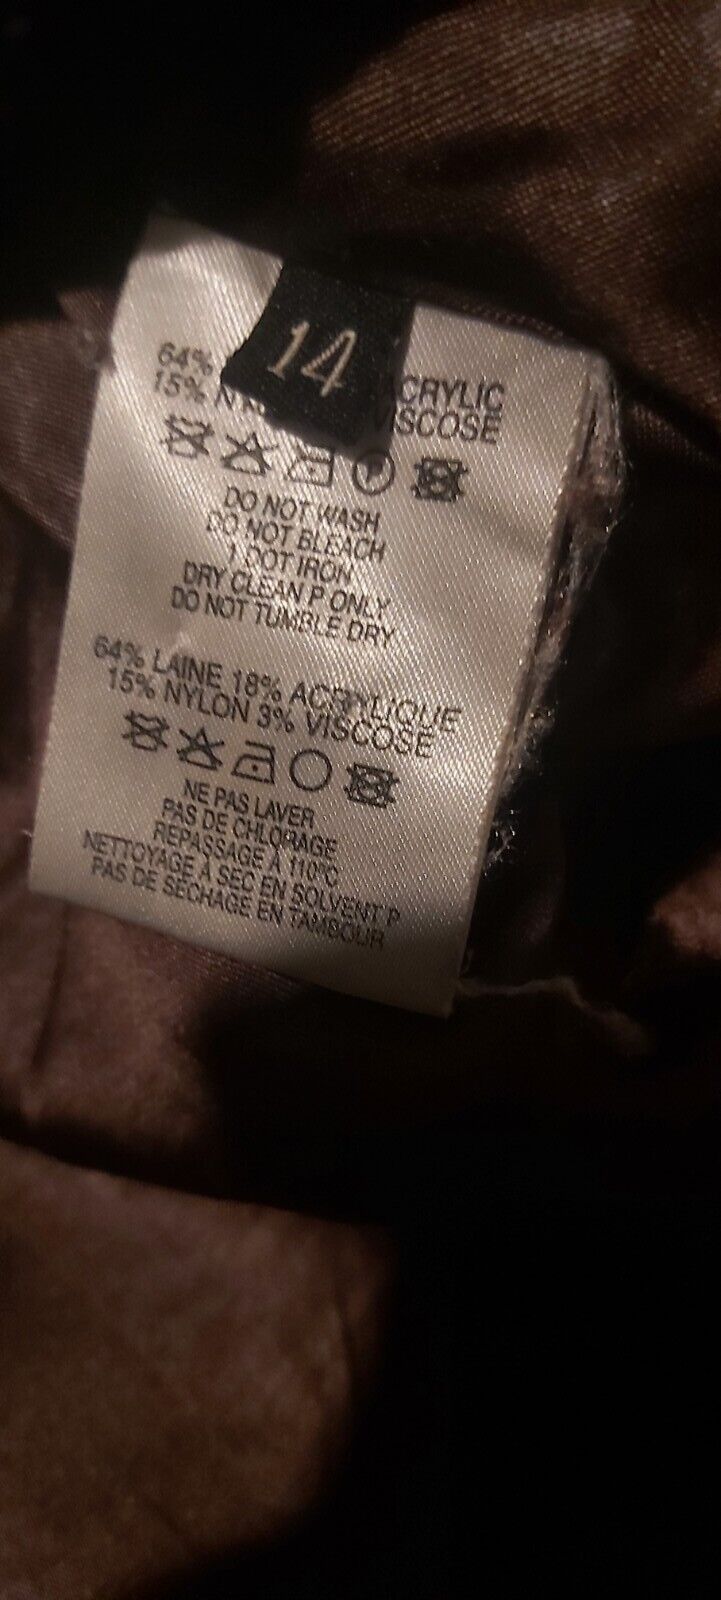 14
64% CRYLIC
15% N VISCOSE
DO NOT WASH
DO NOT BLEACH
1 DOT IRON
DRY CLEAN P ONLY
DO NOT TUMBLE DRY
64% LAINE 18% ACRYLIQUE
15% NYLON 3% VISCOSE
NE PAS LAVER
PAS DE CHLORAGE
REPASSAGE À 110°C
NETTOYAGE À SEC EN SOLVENT P
PAS DE SÉCHAGE EN TAMBOUR